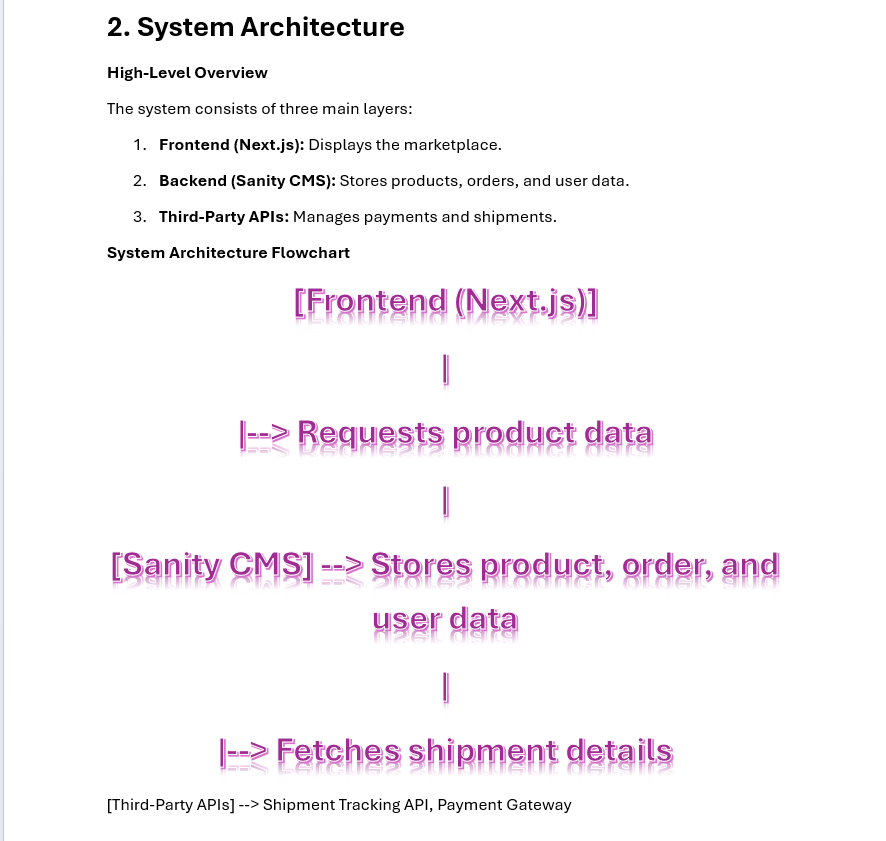 2. System Architecture
High-Level Overview
The system consists of three main layers:
1. Frontend (Next.js): Displays the marketplace.
2. Backend (Sanity CMS): Stores products, orders, and user data.
3. Third-Party APIs: Manages payments and shipments.
System Architecture Flowchart
[Frontend (Next.js)]
|
|--> Requests product data
|
[Sanity CMS] --> Stores product, order, and
user data
|
|--> Fetches shipment details
[Third-Party APIs] --> Shipment Tracking API, Payment Gateway